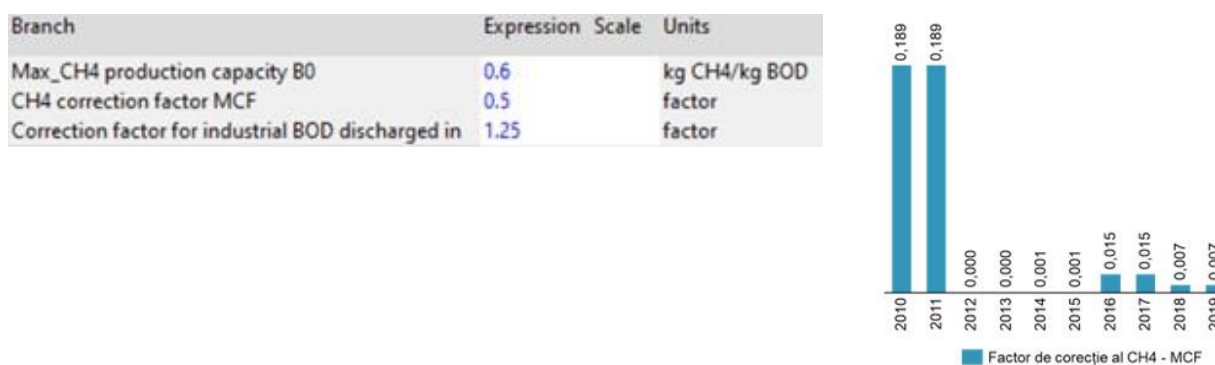 Branch Expression Scale Units
Max_CH4 production capacity B0 0.6 kg CH4/kg BOD
CH4 correction factor MCF 0.5 factor
Correction factor for industrial BOD discharged in 1.25 factor
0,189 0,189 0,000 0,000 0,001 0,001 0,015 0,015 0,007 0,007
2010 2011 2012 2013 2014 2015 2016 2017 2018 2019
Factor de corecție al CH4 - MCF